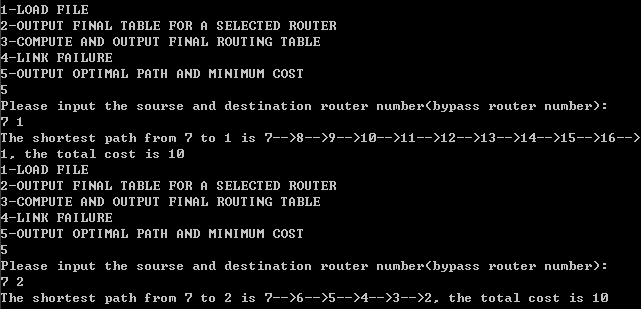 1-LOAD FILE
2-OUTPUT FINAL TABLE FOR A SELECTED ROUTER
3-COMPUTE AND OUTPUT FINAL ROUTING TABLE
4-LINK FAILURE
5-OUTPUT OPTIMAL PATH AND MINIMUM COST
5
Please input the sourse and destination router number(bypass router number):
7 1
The shortest path from 7 to 1 is 7-->8-->9-->10-->11-->12-->13-->14-->15-->16-->
1, the total cost is 10
1-LOAD FILE
2-OUTPUT FINAL TABLE FOR A SELECTED ROUTER
3-COMPUTE AND OUTPUT FINAL ROUTING TABLE
4-LINK FAILURE
5-OUTPUT OPTIMAL PATH AND MINIMUM COST
5
Please input the sourse and destination router number(bypass router number):
7 2
The shortest path from 7 to 2 is 7-->6-->5-->4-->3-->2, the total cost is 10